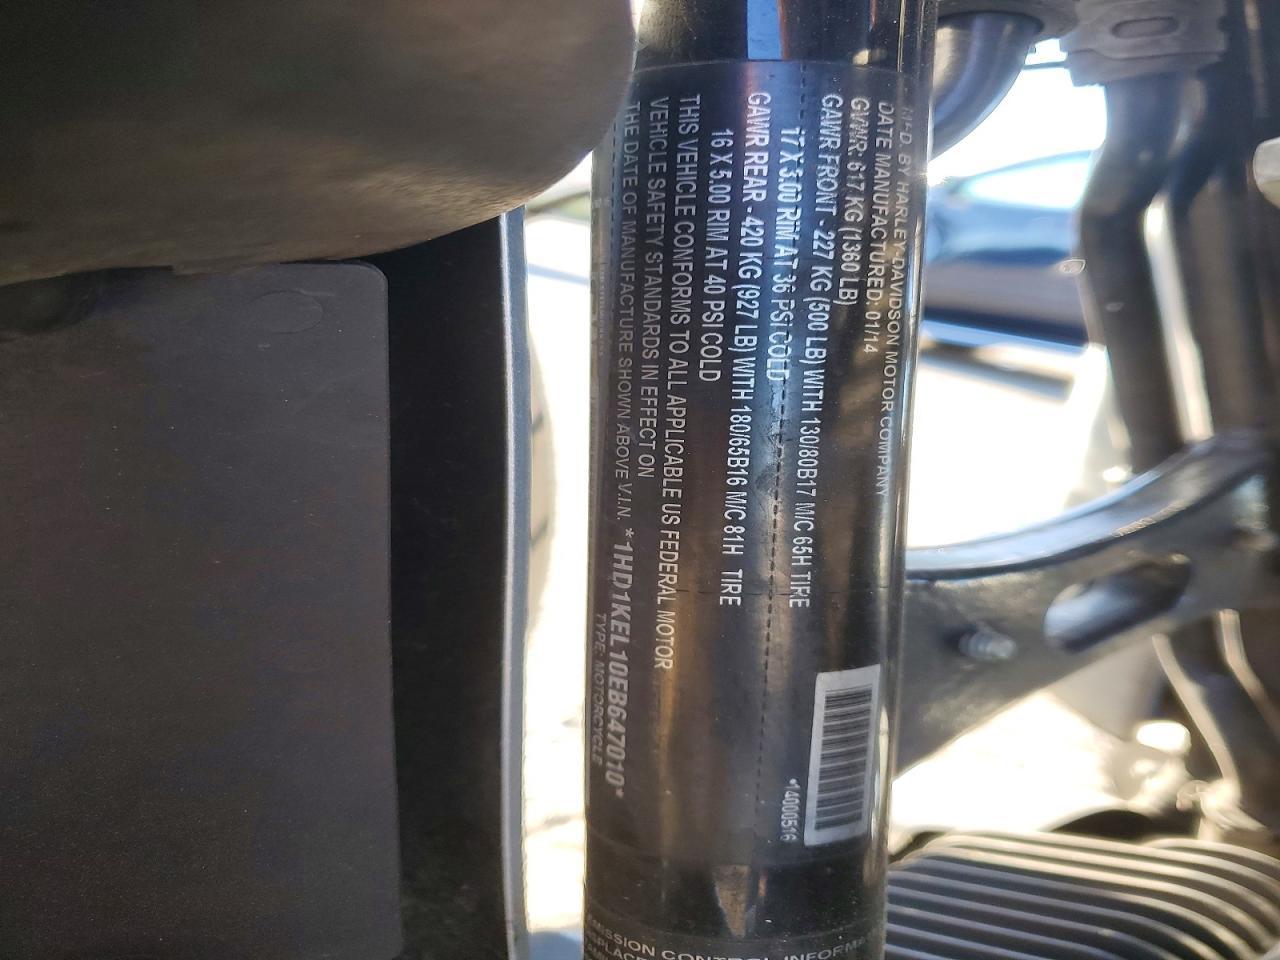 MFD. BY HARLEY-DAVIDSON MOTOR COMPANY
DATE MANUFACTURED: 01/14
GVWR: 617 KG (1360 LB)
GAWR FRONT - 227 KG (500 LB) WITH 130/80B17 M/C 65H TIRE
17 X 3.00 RIM AT 36 PSI COLD
GAWR REAR - 420 KG (927 LB) WITH 180/65B16 M/C 81H TIRE
16 X 5.00 RIM AT 40 PSI COLD
THIS VEHICLE CONFORMS TO ALL APPLICABLE US FEDERAL MOTOR
VEHICLE SAFETY STANDARDS IN EFFECT ON
THE DATE OF MANUFACTURE SHOWN ABOVE V.I.N. *1HD1KEL10EB647010*
TYPE: MOTORCYCLE
*14000516
EMISSION CONTROL